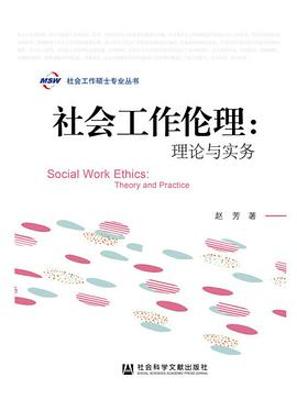 MSW 社会工作硕士专业丛书
社会工作伦理：
理论与实务
Social Work Ethics:
Theory and Practice
赵 芳 著
社会科学文献出版社